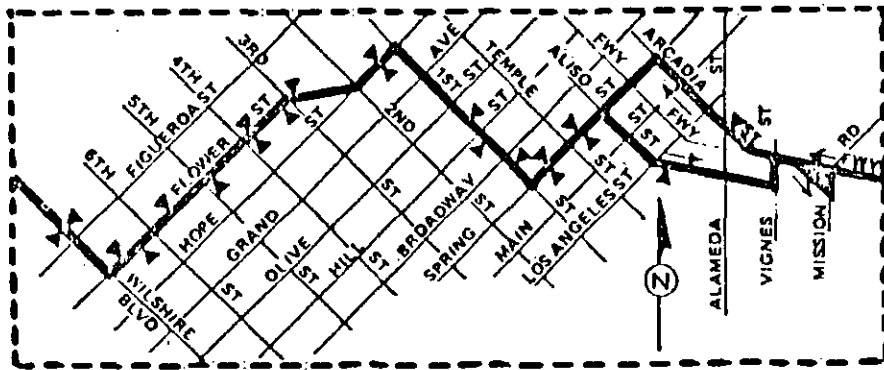 6TH
5TH
4TH
3RD
FIGUEROA ST
FLOWER ST
HOPE ST
GRAND
OLIVE ST
HILL ST
BROADWAY
SPRING ST
MAIN ST
LOS ANGELES ST
WILSHIRE
BLVD
2ND ST
1ST
ST
AVE
TEMPLE ST
ALISO ST
FWY
FWY
ARCADIA ST
ST
ALAMEDA
VIGNES
ST
MISSION
RD
N